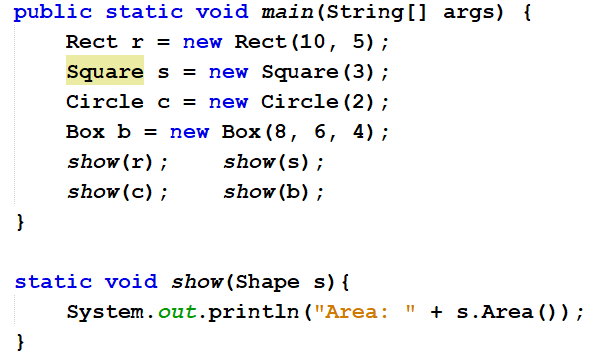 public static void main(String[] args) {
    Rect r = new Rect(10, 5);
    Square s = new Square(3);
    Circle c = new Circle(2);
    Box b = new Box(8, 6, 4);
    show(r);    show(s);
    show(c);    show(b);
}

static void show(Shape s){
    System.out.println("Area: " + s.Area());
}